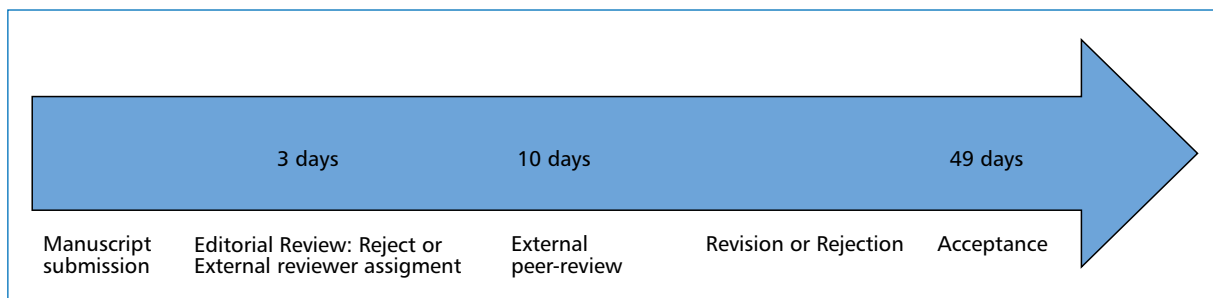 3 days
10 days
49 days
Manuscript
submission
Editorial Review: Reject or
External reviewer assigment
External
peer-review
Revision or Rejection
Acceptance